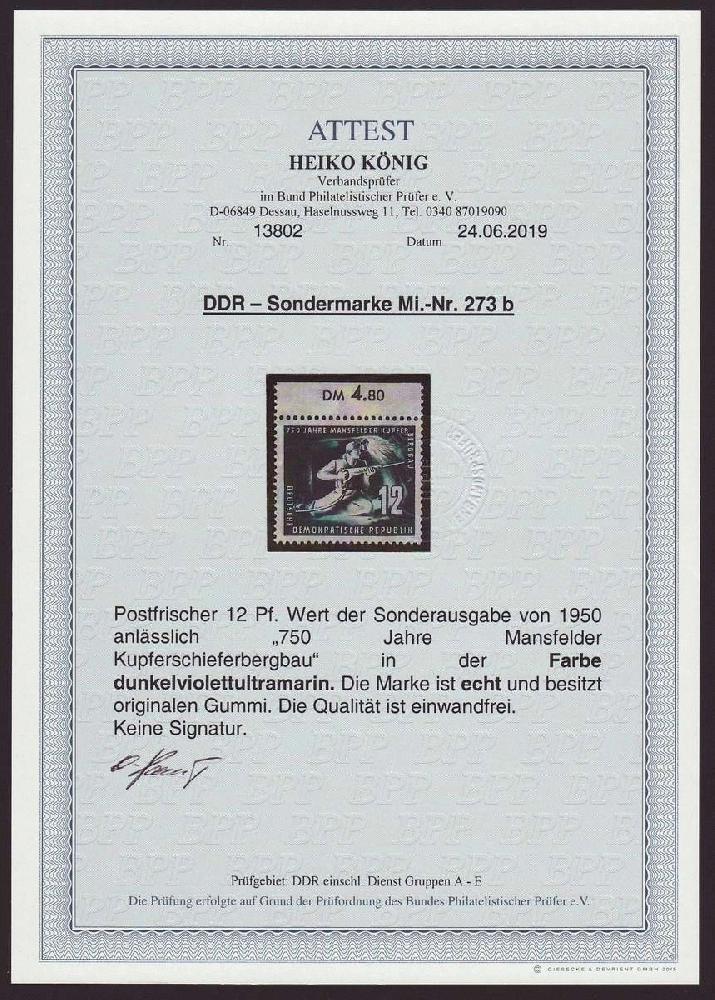 ATTEST
HEIKO KÖNIG
Verbandsprüfer
im Bund Philatelistischer Prüfer e. V.
D-06849 Dessau, Haselnussweg 11, Tel. 0340 87019090
Nr. 13802 Datum 24.06.2019
DDR – Sondermarke Mi.-Nr. 273 b
DM 4.80
750 JAHRE MANSFELDER KUPFER
BERGBAU
DEUTSCHE
12
DEMOKRATISCHE REPUBLIK
Postfrischer 12 Pf. Wert der Sonderausgabe von 1950
anlässlich „750 Jahre Mansfelder
Kupferschieferbergbau“ in der Farbe
dunkelviolettultramarin. Die Marke ist echt und besitzt
originalen Gummi. Die Qualität ist einwandfrei.
Keine Signatur.
Prüfgebiet: DDR einschl. Dienst Gruppen A - E
Die Prüfung erfolgte auf Grund der Prüfordnung des Bundes Philatelistischer Prüfer e.V.
© GIESECKE & DEVRIENT GMBH